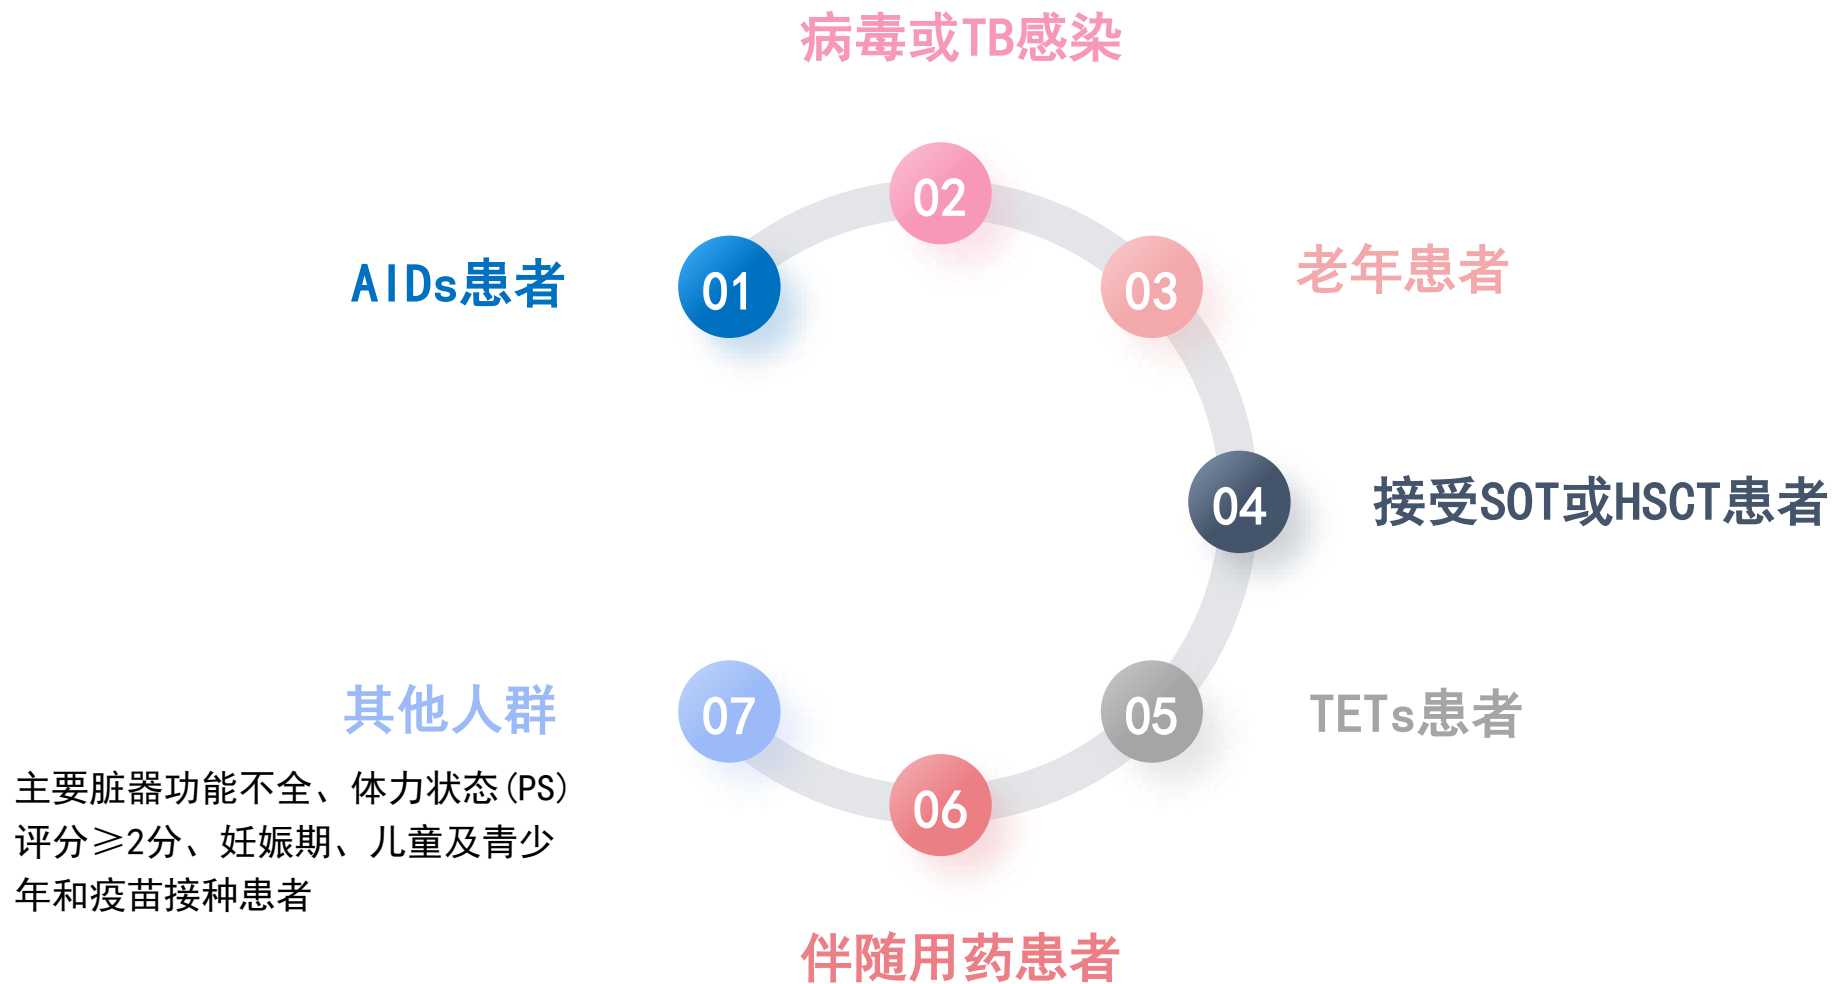 病毒或TB感染
02
01
AIDs患者
03
老年患者
04
接受SOT或HSCT患者
05
TETs患者
06
伴随用药患者
07
其他人群
主要脏器功能不全、体力状态(PS)
评分≥2分、妊娠期、儿童及青少
年和疫苗接种患者